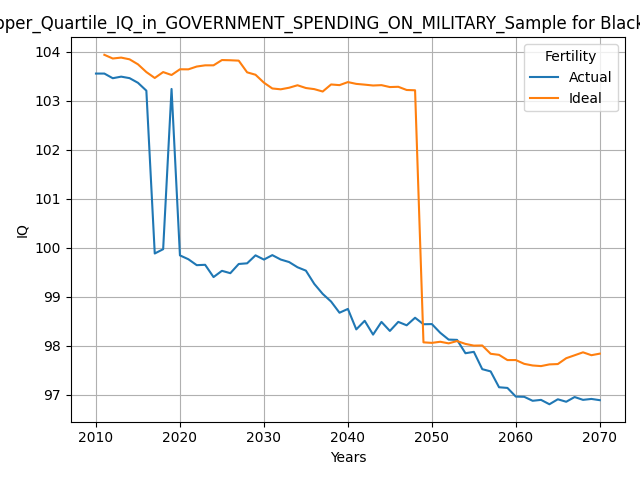 pper_Quartile_IQ_in_GOVERNMENT_SPENDING_ON_MILITARY_Sample for Black
104
103
102
101
100
99
98
97
IQ
Fertility
Actual
Ideal
2010 2020 2030 2040 2050 2060 2070
Years